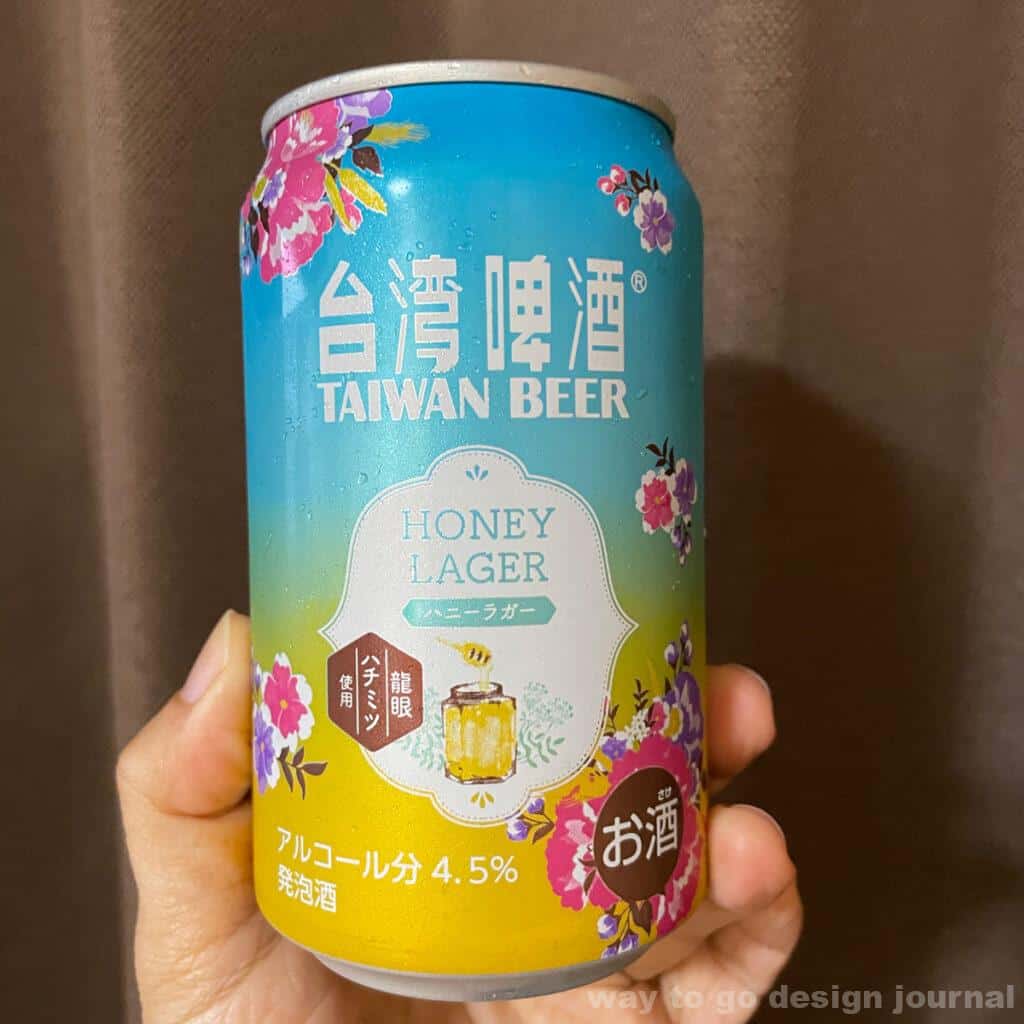 台湾啤酒®
TAIWAN BEER
HONEY
LAGER
ハニーラガー
龍眼
ハチミツ
使用
さけ
お酒
アルコール分 4.5%
発泡酒
way to go design journal